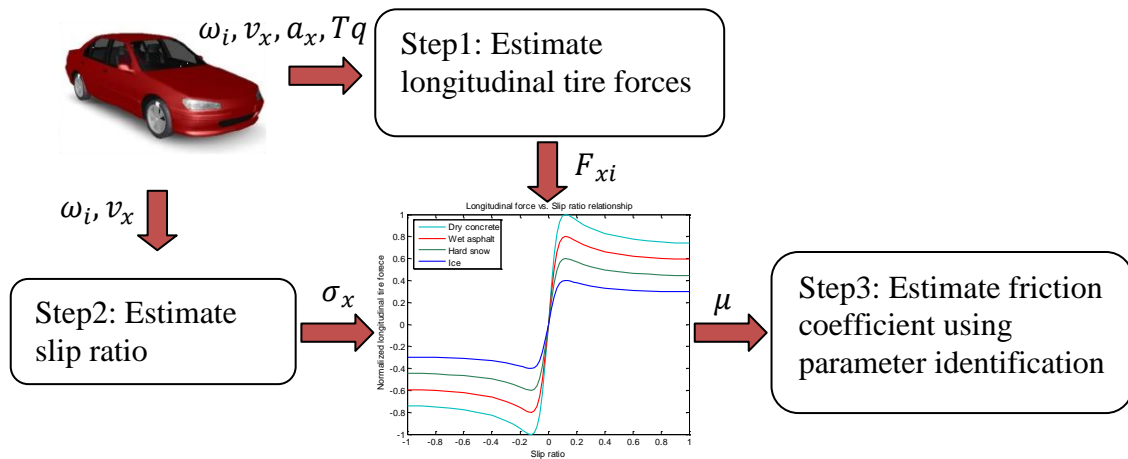 ω_i, v_x, a_x, Tq
Step1: Estimate
longitudinal tire forces
F_xi
ω_i, v_x
Step2: Estimate
slip ratio
σ_x
Longitudinal force vs. Slip ratio relationship
Dry concrete
Wet asphalt
Hard snow
Ice
Normalized longitudinal tire forece
1
0.8
0.6
0.4
0.2
0
-0.2
-0.4
-0.6
-0.8
-1
-1 -0.8 -0.6 -0.4 -0.2 0 0.2 0.4 0.6 0.8 1
Slip ratio
μ
Step3: Estimate friction
coefficient using
parameter identification